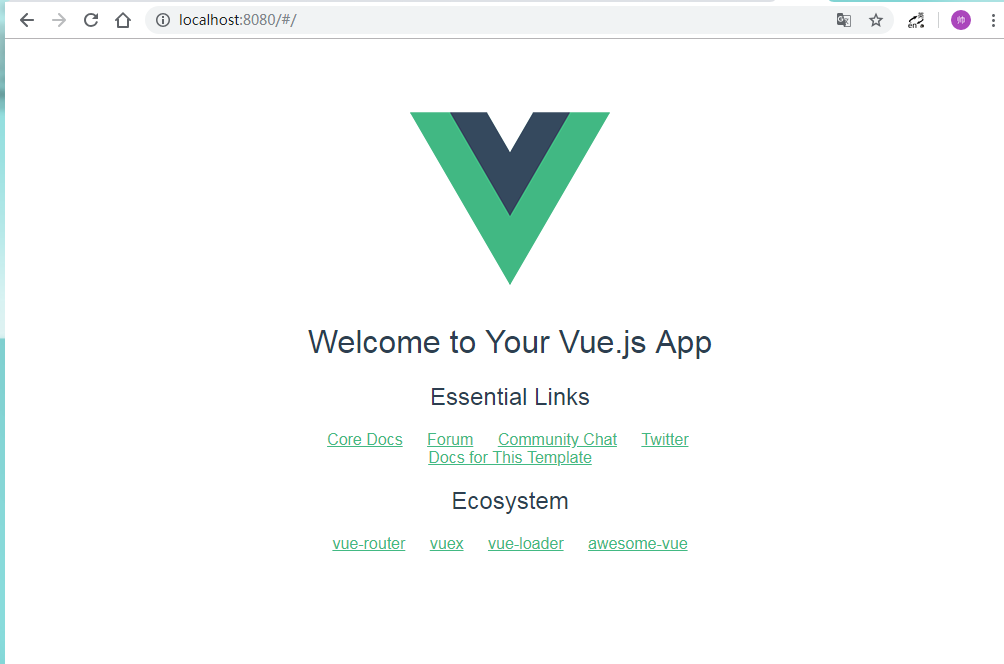 localhost:8080/#/
帅
Welcome to Your Vue.js App
Essential Links
Core Docs Forum Community Chat Twitter
Docs for This Template
Ecosystem
vue-router vuex vue-loader awesome-vue